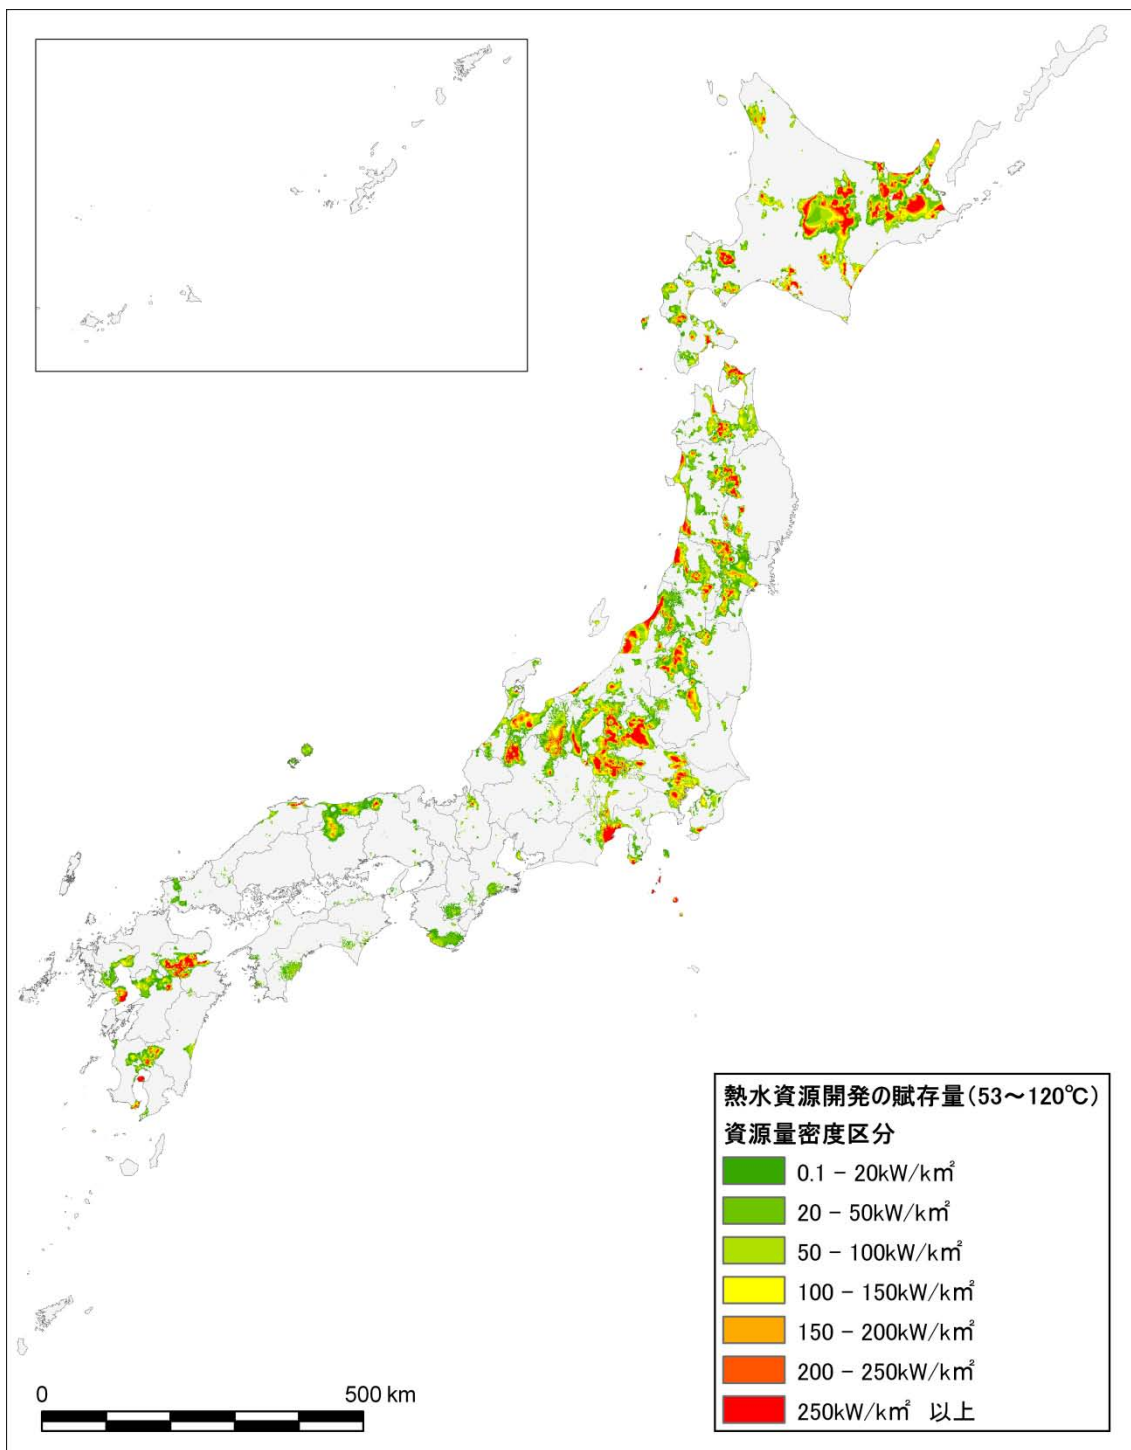 熱水資源開発の賦存量(53～120℃)
資源量密度区分
0.1 － 20kW/k㎡
20 － 50kW/k㎡
50 － 100kW/k㎡
100 － 150kW/k㎡
150 － 200kW/k㎡
200 － 250kW/k㎡
250kW/k㎡ 以上
0 500 km